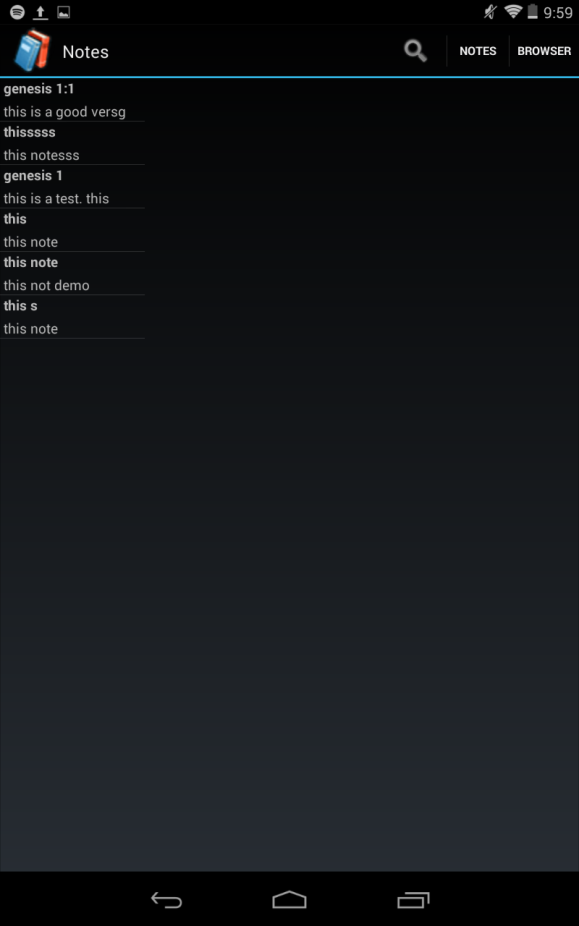 9:59
Notes
NOTES
BROWSER
genesis 1:1
this is a good versg
thisssss
this notesss
genesis 1
this is a test. this
this
this note
this note
this not demo
this s
this note